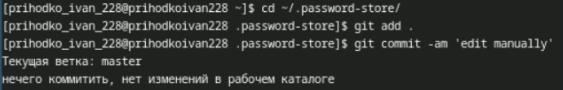 [prihodko_ivan_228@prihodkoivan228 ~]$ cd ~/.password-store/
[prihodko_ivan_228@prihodkoivan228 .password-store]$ git add .
[prihodko_ivan_228@prihodkoivan228 .password-store]$ git commit -am 'edit manually'
Текущая ветка: master
нечего коммитить, нет изменений в рабочем каталоге